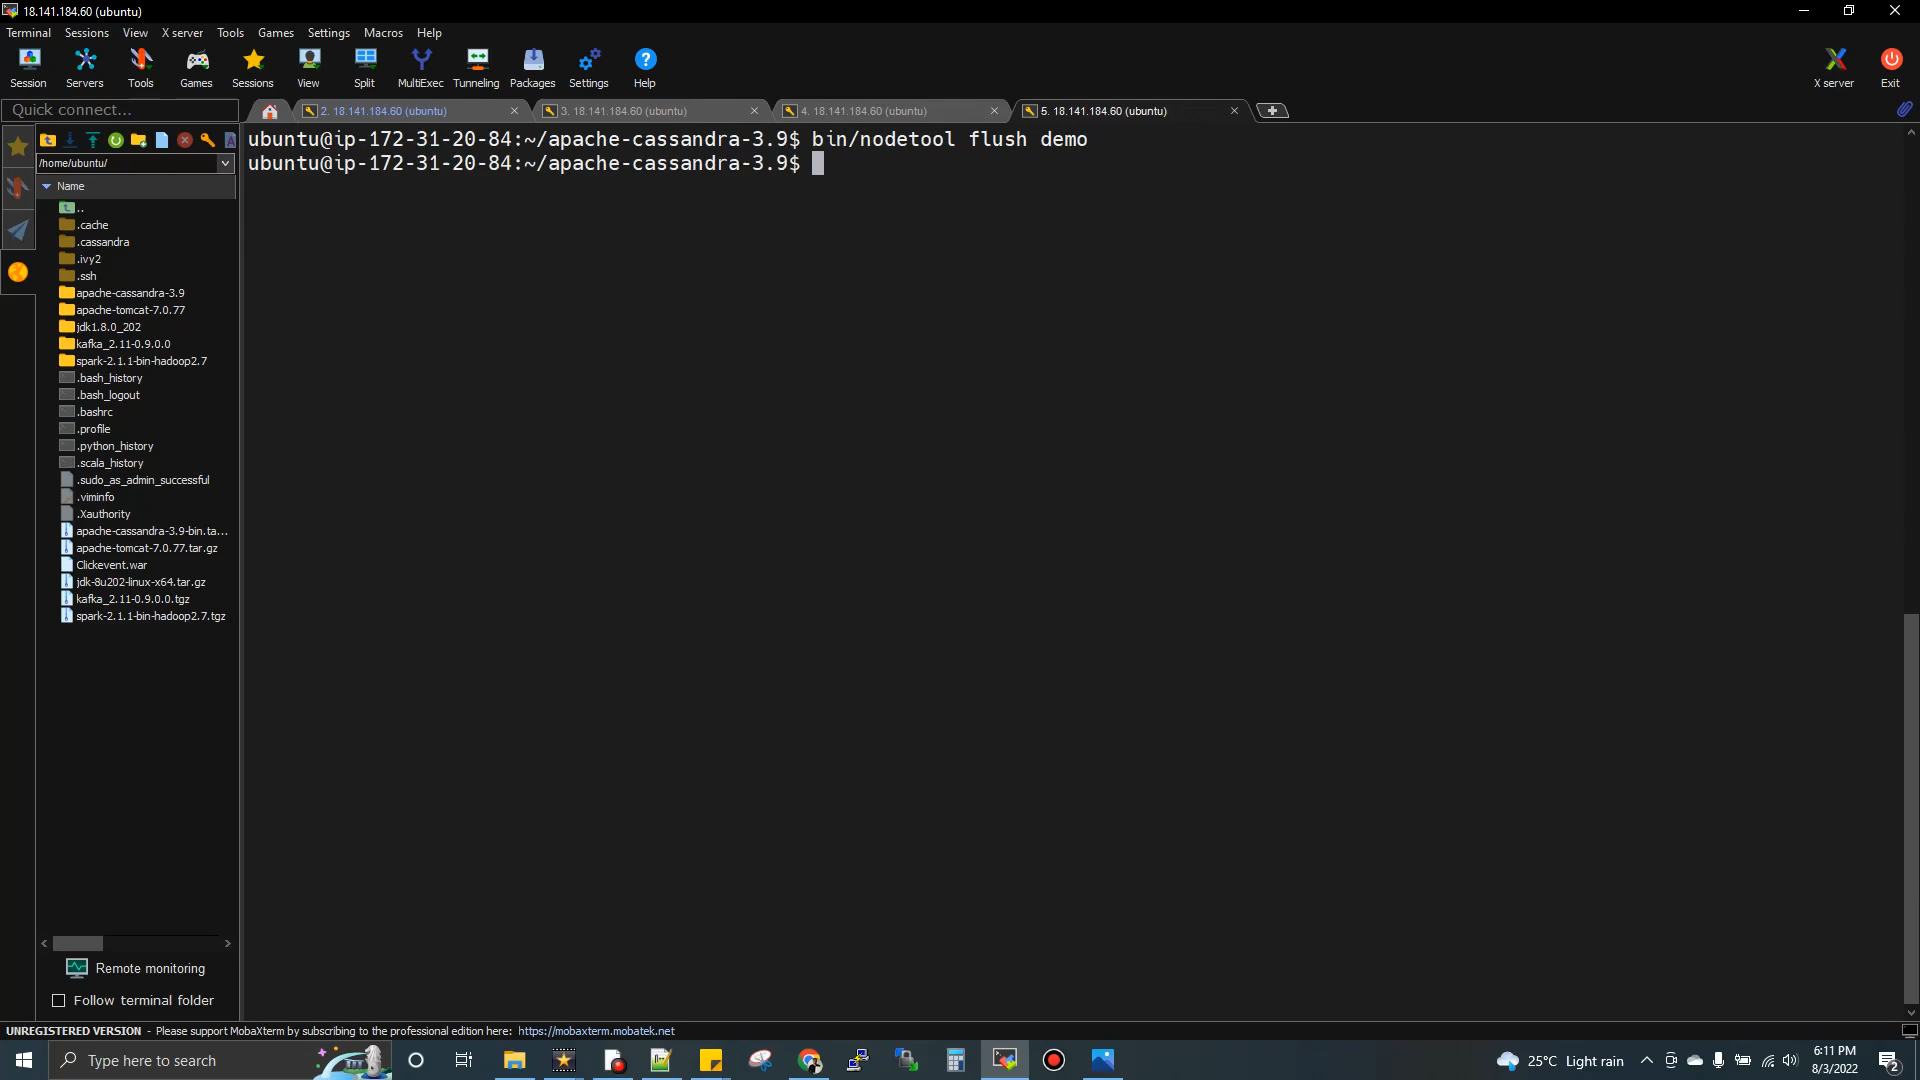 18.141.184.60 (ubuntu)
Terminal Sessions View X server Tools Games Settings Macros Help
Session Servers Tools Games Sessions View Split MultiExec Tunneling Packages Settings Help X server Exit
Quick connect...
2. 18.141.184.60 (ubuntu) 3. 18.141.184.60 (ubuntu) 4. 18.141.184.60 (ubuntu) 5. 18.141.184.60 (ubuntu)
ubuntu@ip-172-31-20-84:~/apache-cassandra-3.9$ bin/nodetool flush demo
ubuntu@ip-172-31-20-84:~/apache-cassandra-3.9$
/home/ubuntu/
Name
..
.cache
.cassandra
.ivy2
.ssh
apache-cassandra-3.9
apache-tomcat-7.0.77
jdk1.8.0_202
kafka_2.11-0.9.0.0
spark-2.1.1-bin-hadoop2.7
.bash_history
.bash_logout
.bashrc
.profile
.python_history
.scala_history
.sudo_as_admin_successful
.viminfo
.Xauthority
apache-cassandra-3.9-bin.ta...
apache-tomcat-7.0.77.tar.gz
Clickevent.war
jdk-8u202-linux-x64.tar.gz
kafka_2.11-0.9.0.0.tgz
spark-2.1.1-bin-hadoop2.7.tgz
Remote monitoring
Follow terminal folder
UNREGISTERED VERSION - Please support MobaXterm by subscribing to the professional edition here: https://mobaxterm.mobatek.net
Type here to search
25°C Light rain
6:11 PM
8/3/2022
2